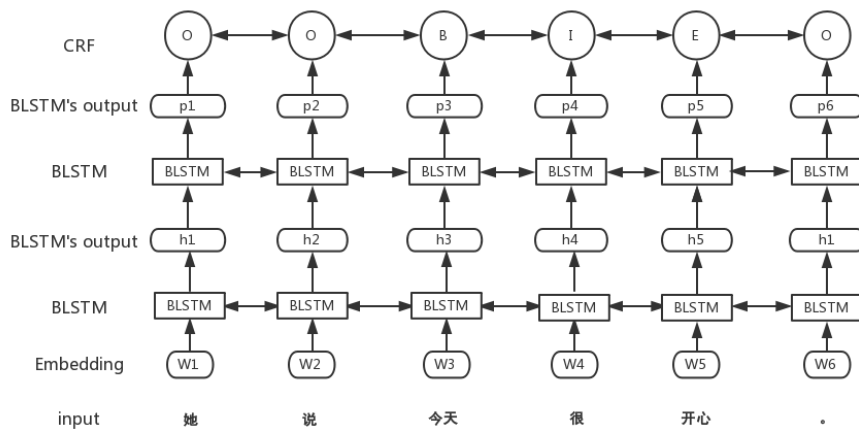 CRF O O B I E O
BLSTM's output p1 p2 p3 p4 p5 p6
BLSTM BLSTM BLSTM BLSTM BLSTM BLSTM BLSTM
BLSTM's output h1 h2 h3 h4 h5 h1
BLSTM BLSTM BLSTM BLSTM BLSTM BLSTM BLSTM
Embedding W1 W2 W3 W4 W5 W6
input 她 说 今天 很 开心 。